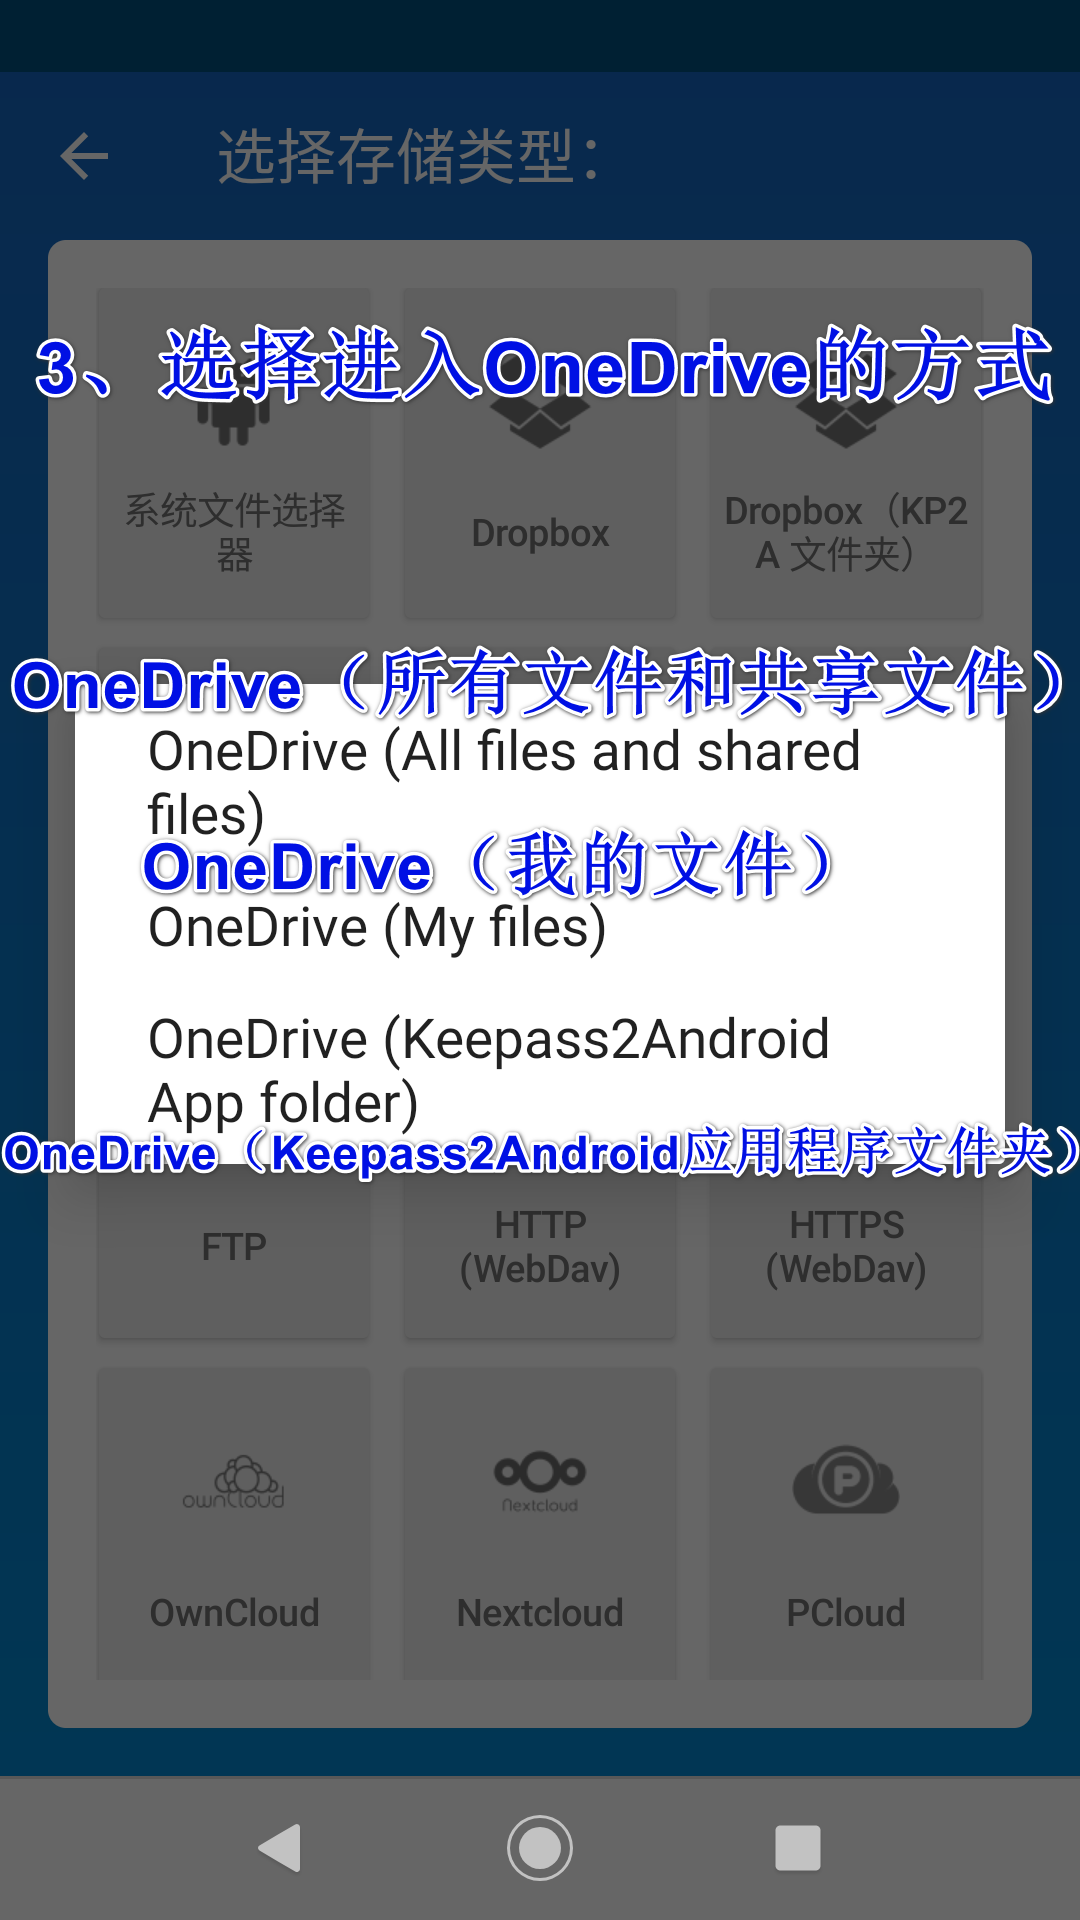 选择存储类型：
3、选择进入OneDrive的方式
系统文件选择
器
Dropbox
Dropbox（KP2
A 文件夹）
OneDrive（所有文件和共享文件）
OneDrive (All files and shared
files)
OneDrive（我的文件）
OneDrive (My files)
OneDrive (Keepass2Android
App folder)
OneDrive（Keepass2Android应用程序文件夹）
FTP
HTTP
(WebDav)
HTTPS
(WebDav)
ownCloud
Nextcloud
P
OwnCloud
Nextcloud
PCloud